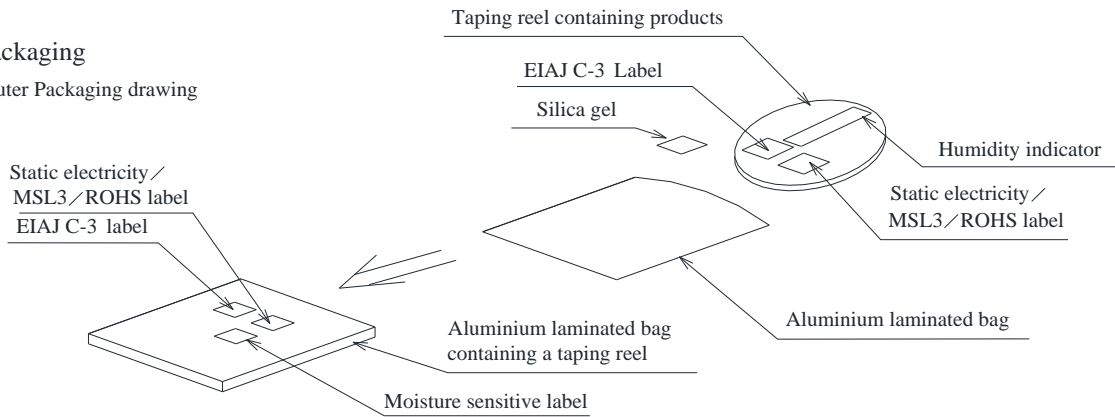 Taping reel containing products
ckaging
EIAJ C-3 Label
uter Packaging drawing
Silica gel
Humidity indicator
Static electricity／
MSL3／ROHS label
EIAJ C-3 label
Static electricity／
MSL3／ROHS label
Aluminium laminated bag
Aluminium laminated bag
containing a taping reel
Moisture sensitive label